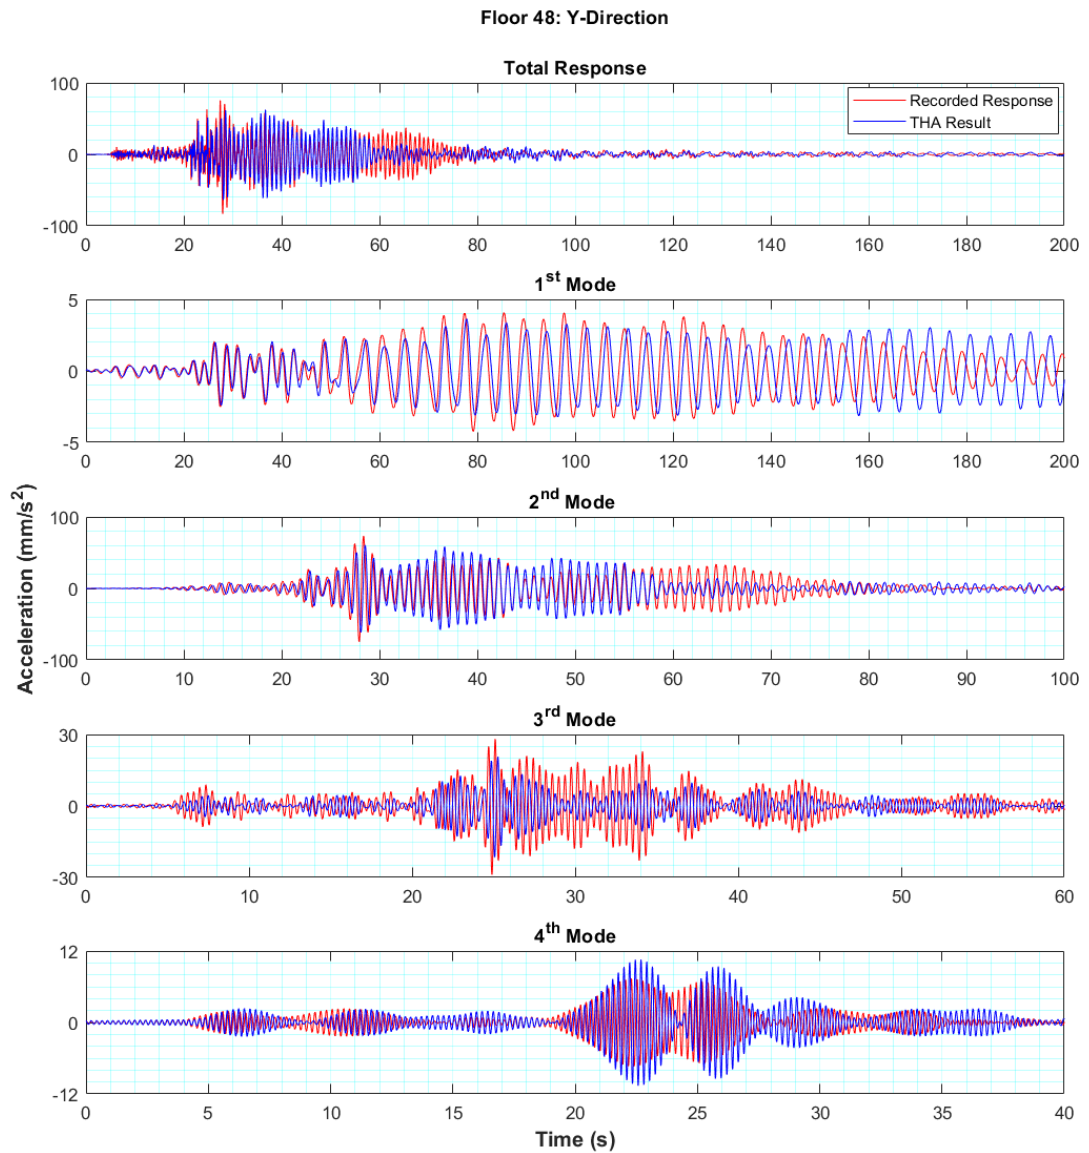 Floor 48: Y-Direction
Total Response
100
0
-100
Recorded Response
THA Result
0 20 40 60 80 100 120 140 160 180 200
1st Mode
5
0
-5
0 20 40 60 80 100 120 140 160 180 200
2nd Mode
100
0
-100
0 10 20 30 40 50 60 70 80 90 100
3rd Mode
30
0
-30
0 10 20 30 40 50 60
4th Mode
12
0
-12
0 5 10 15 20 25 30 35 40
Acceleration (mm/s2)
Time (s)